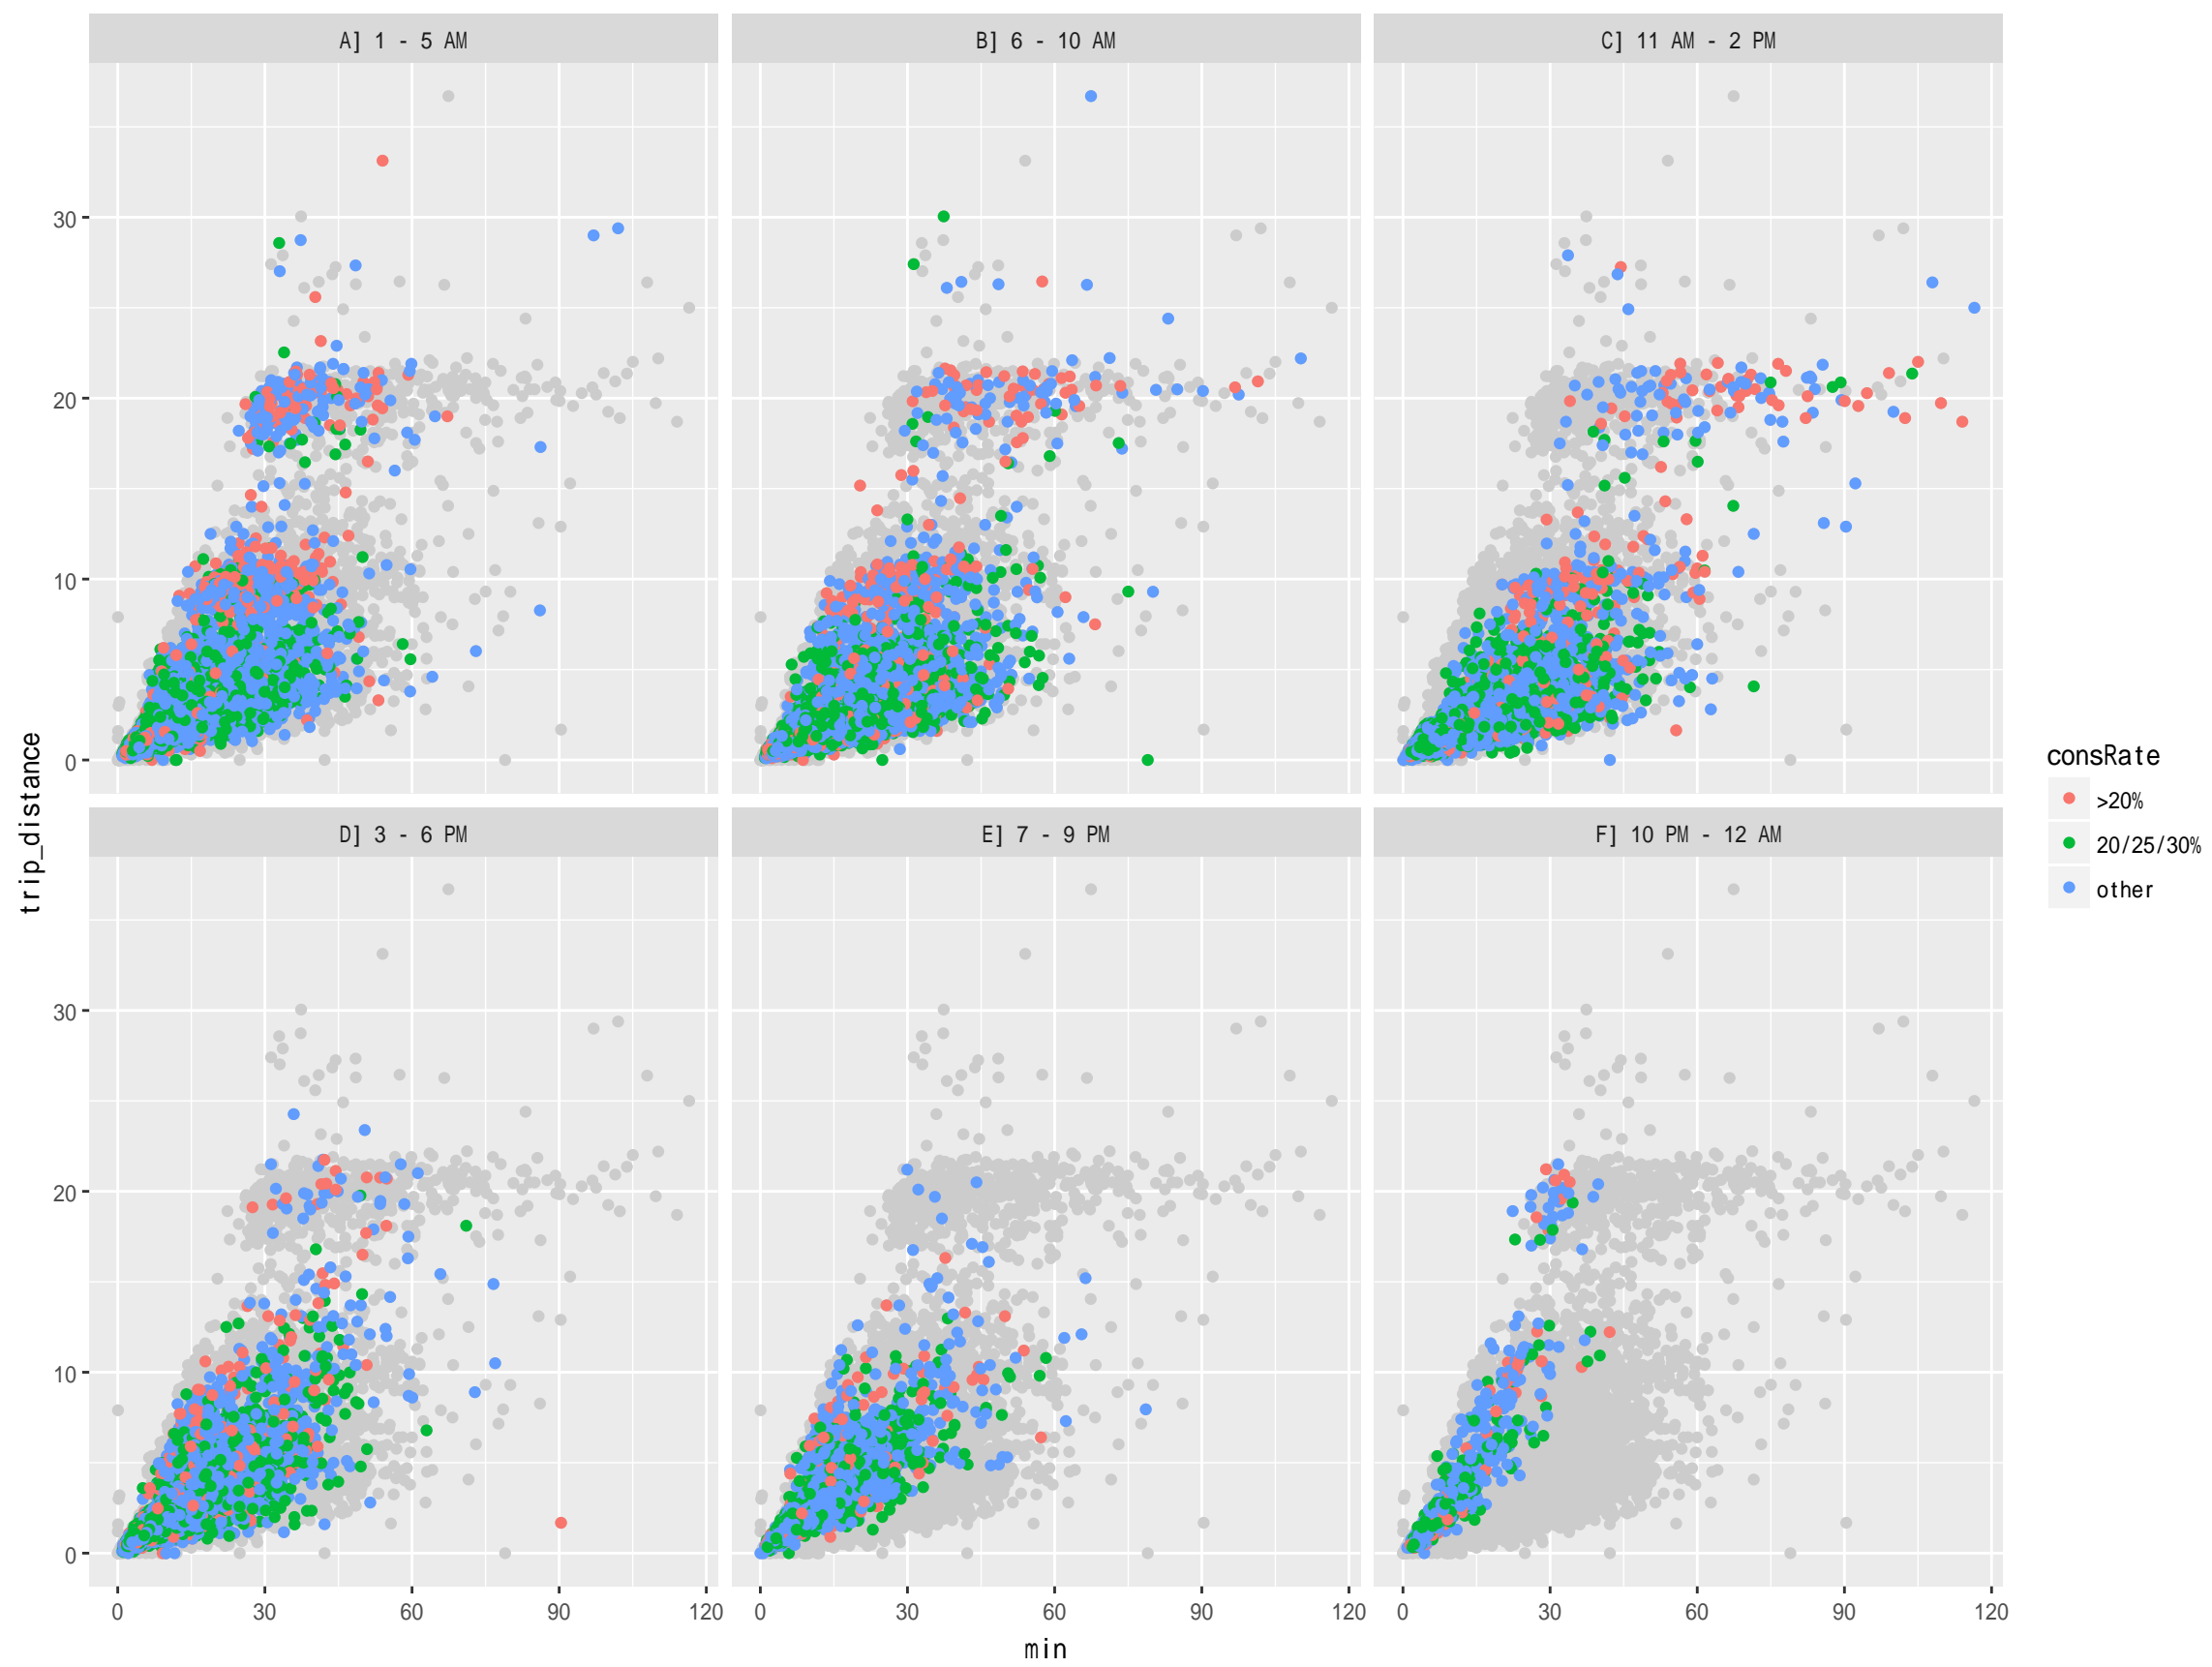 A] 1 - 5 AM
B] 6 - 10 AM
C] 11 AM - 2 PM
30
20
10
0
D] 3 - 6 PM
E] 7 - 9 PM
F] 10 PM - 12 AM
30
20
10
0
0 30 60 90 120
0 30 60 90 120
0 30 60 90 120
min
trip_distance
consRate
>20%
20/25/30%
other